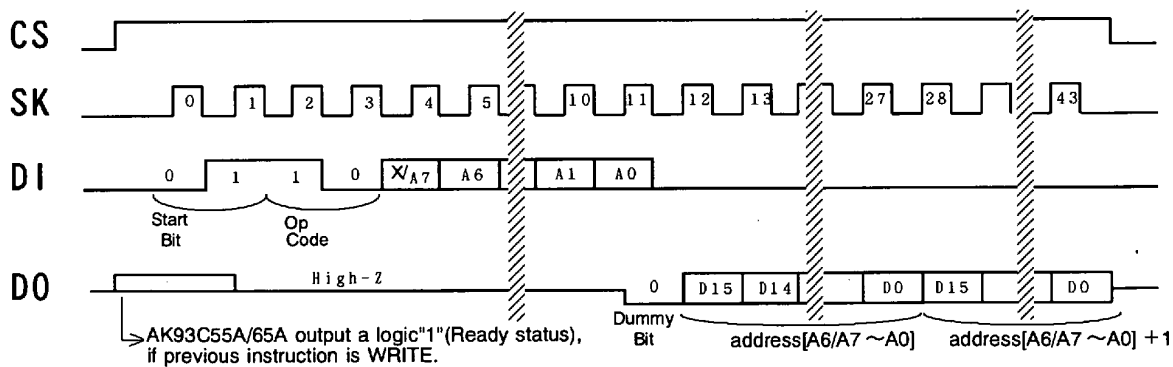 CS
SK 0 1 2 3 4 5 10 11 12 13 27 28 43
DI 0 1 1 0 X/A7 A6 A1 A0
Start Bit
Op Code
DO High-Z 0 D15 D14 D0 D15 D0
AK93C55A/65A output a logic"1"(Ready status),
if previous instruction is WRITE.
Dummy Bit
address[A6/A7 ～A0]
address[A6/A7 ～A0] +1